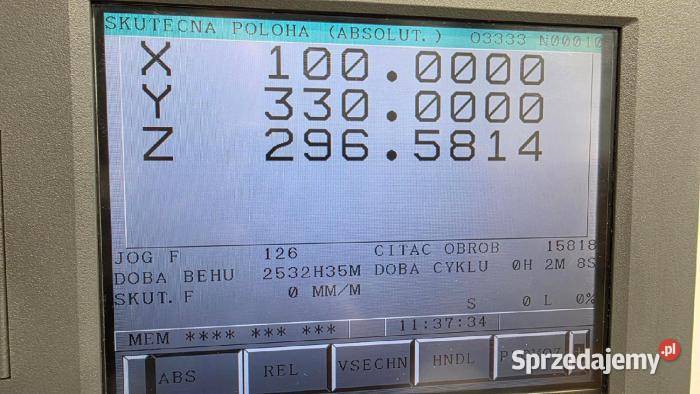 SKUTECNA POLOHA (ABSOLUT.) O3333 N00010
X 100.0000
Y 330.0000
Z 296.5814
JOG F 126 CITAC OBROB 15818
DOBA BEHU 2532H35M DOBA CYKLU 0H 2M 8S
SKUT. F 0 MM/M
S 0 L 0%
MEM **** *** *** 11:37:34
ABS REL VSECHN HNDL
Sprzedajemy.pl